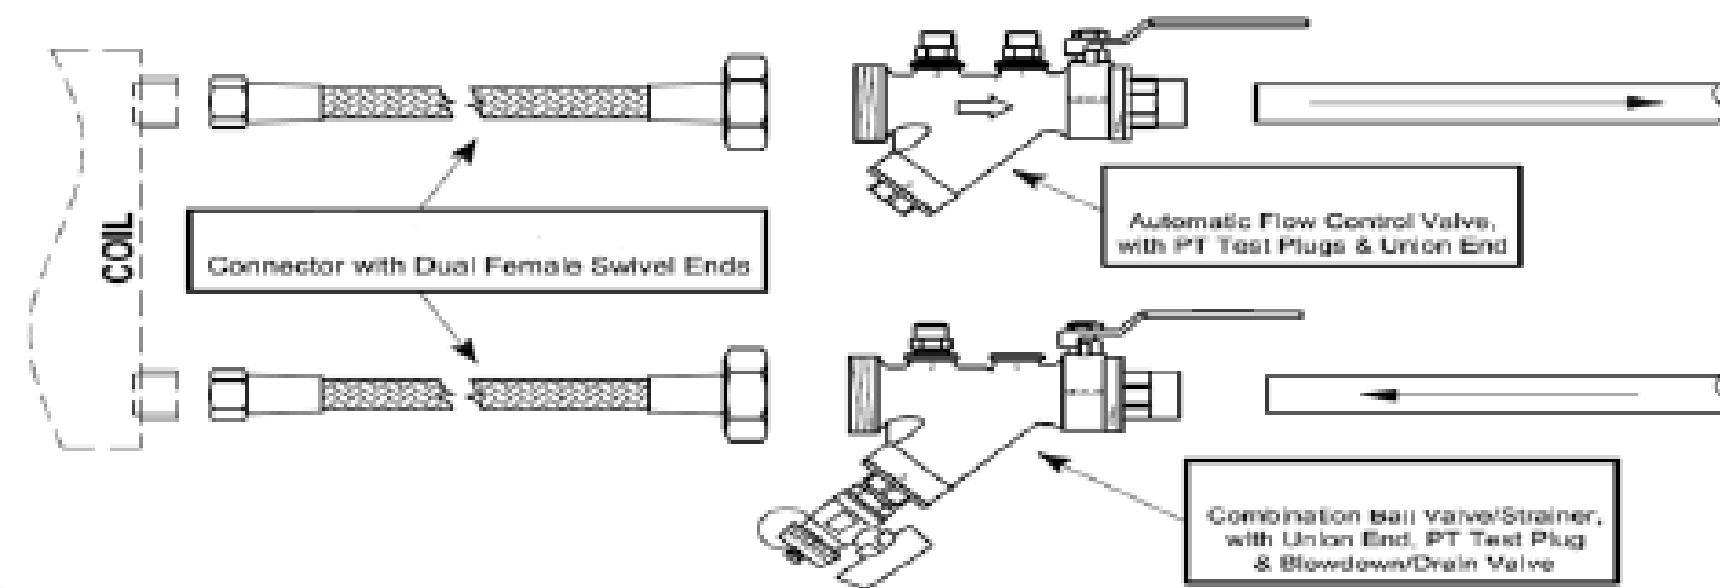 COIL
Connector with Dual Female Swivel Ends
Automatic Flow Control Valve,
with PT Test Plugs & Union End
Combination Ball Valve/Strainer,
with Union End, PT Test Plug
& Blowdown/Drain Valve